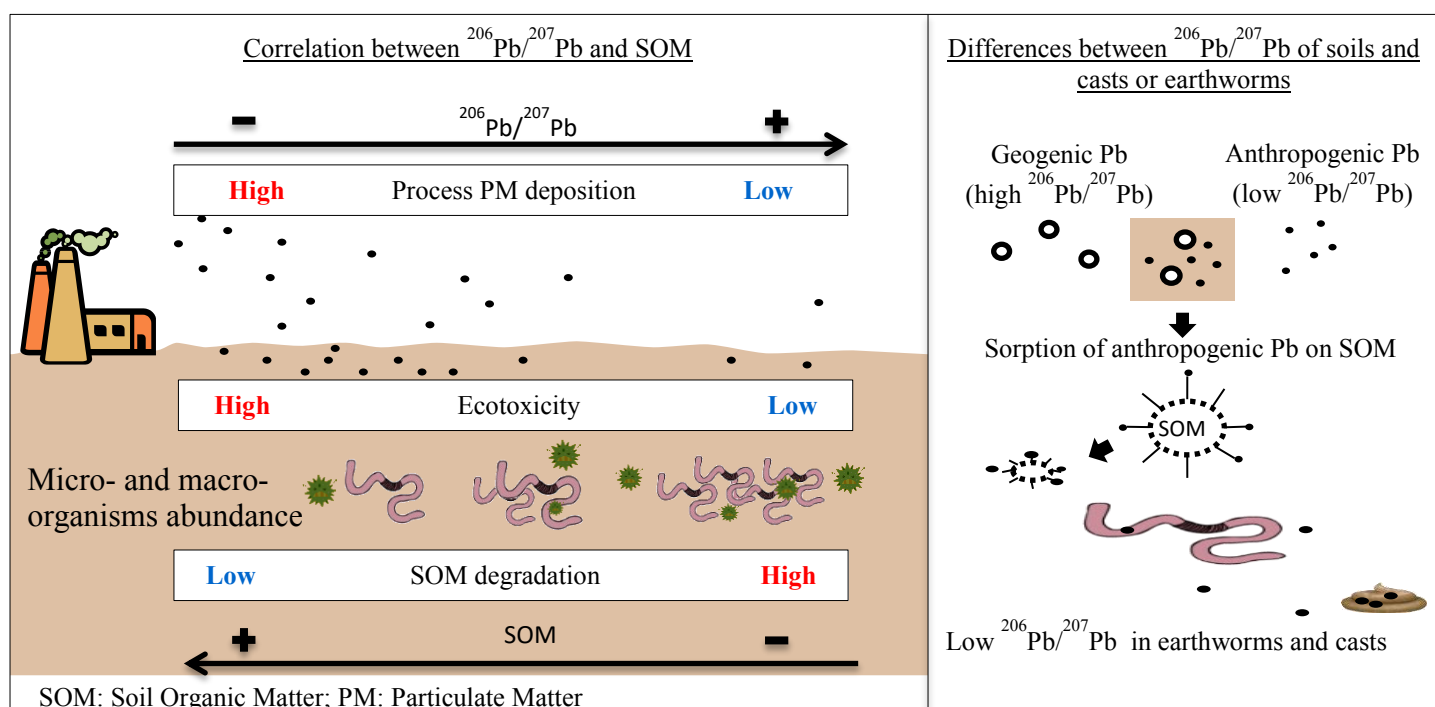 Correlation between ²⁰⁶Pb/²⁰⁷Pb and SOM
− ²⁰⁶Pb/²⁰⁷Pb +
High Process PM deposition Low
High Ecotoxicity Low
Micro- and macro-
organisms abundance
Low SOM degradation High
+ SOM −
SOM: Soil Organic Matter; PM: Particulate Matter
Differences between ²⁰⁶Pb/²⁰⁷Pb of soils and
casts or earthworms
Geogenic Pb
(high ²⁰⁶Pb/²⁰⁷Pb)
Anthropogenic Pb
(low ²⁰⁶Pb/²⁰⁷Pb)
Sorption of anthropogenic Pb on SOM
SOM
Low ²⁰⁶Pb/²⁰⁷Pb in earthworms and casts